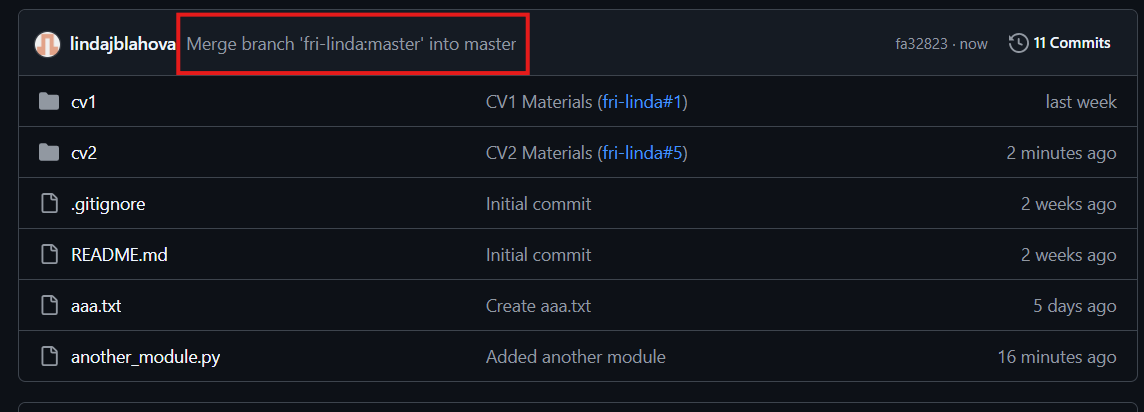 lindajblahova Merge branch 'fri-linda:master' into master fa32823 · now 11 Commits
cv1 CV1 Materials (fri-linda#1) last week
cv2 CV2 Materials (fri-linda#5) 2 minutes ago
.gitignore Initial commit 2 weeks ago
README.md Initial commit 2 weeks ago
aaa.txt Create aaa.txt 5 days ago
another_module.py Added another module 16 minutes ago